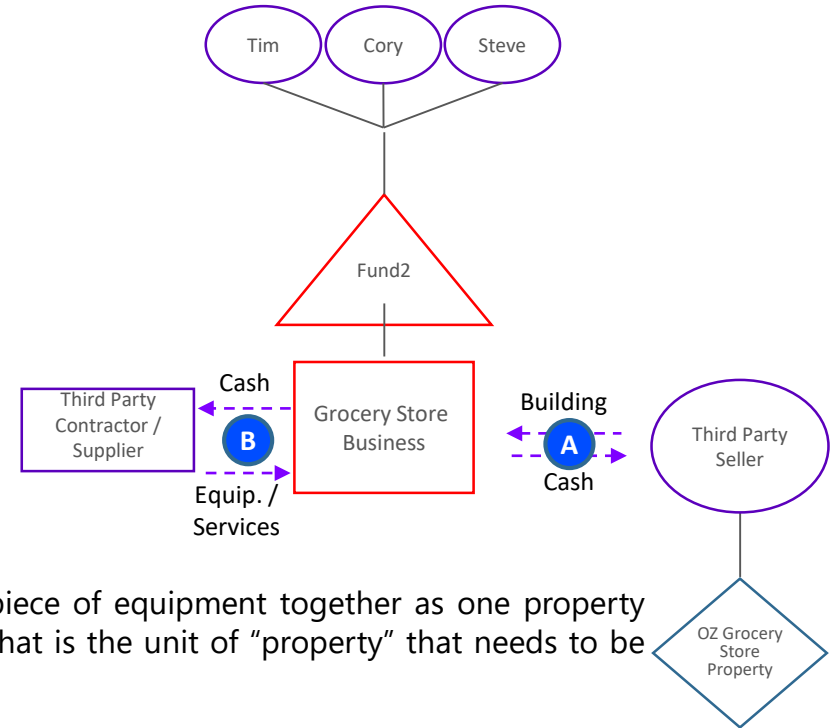 Tim
Cory
Steve
Fund2
Third Party
Contractor /
Supplier
Cash
B
Equip. /
Services
Grocery Store
Business
Building
A
Cash
Third Party
Seller
OZ Grocery
Store
Property
piece of equipment together as one property
hat is the unit of “property” that needs to be